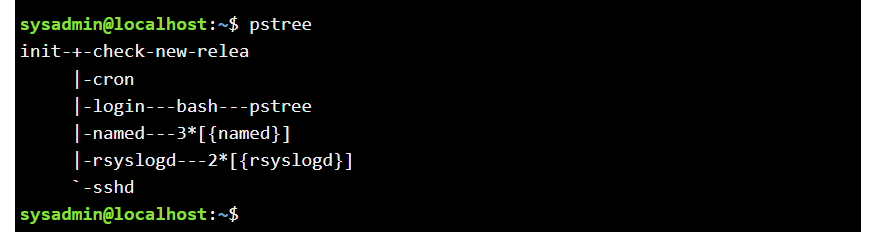 sysadmin@localhost:~$ pstree
init-+-check-new-relea
     |-cron
     |-login---bash---pstree
     |-named---3*[{named}]
     |-rsyslogd---2*[{rsyslogd}]
     `-sshd
sysadmin@localhost:~$